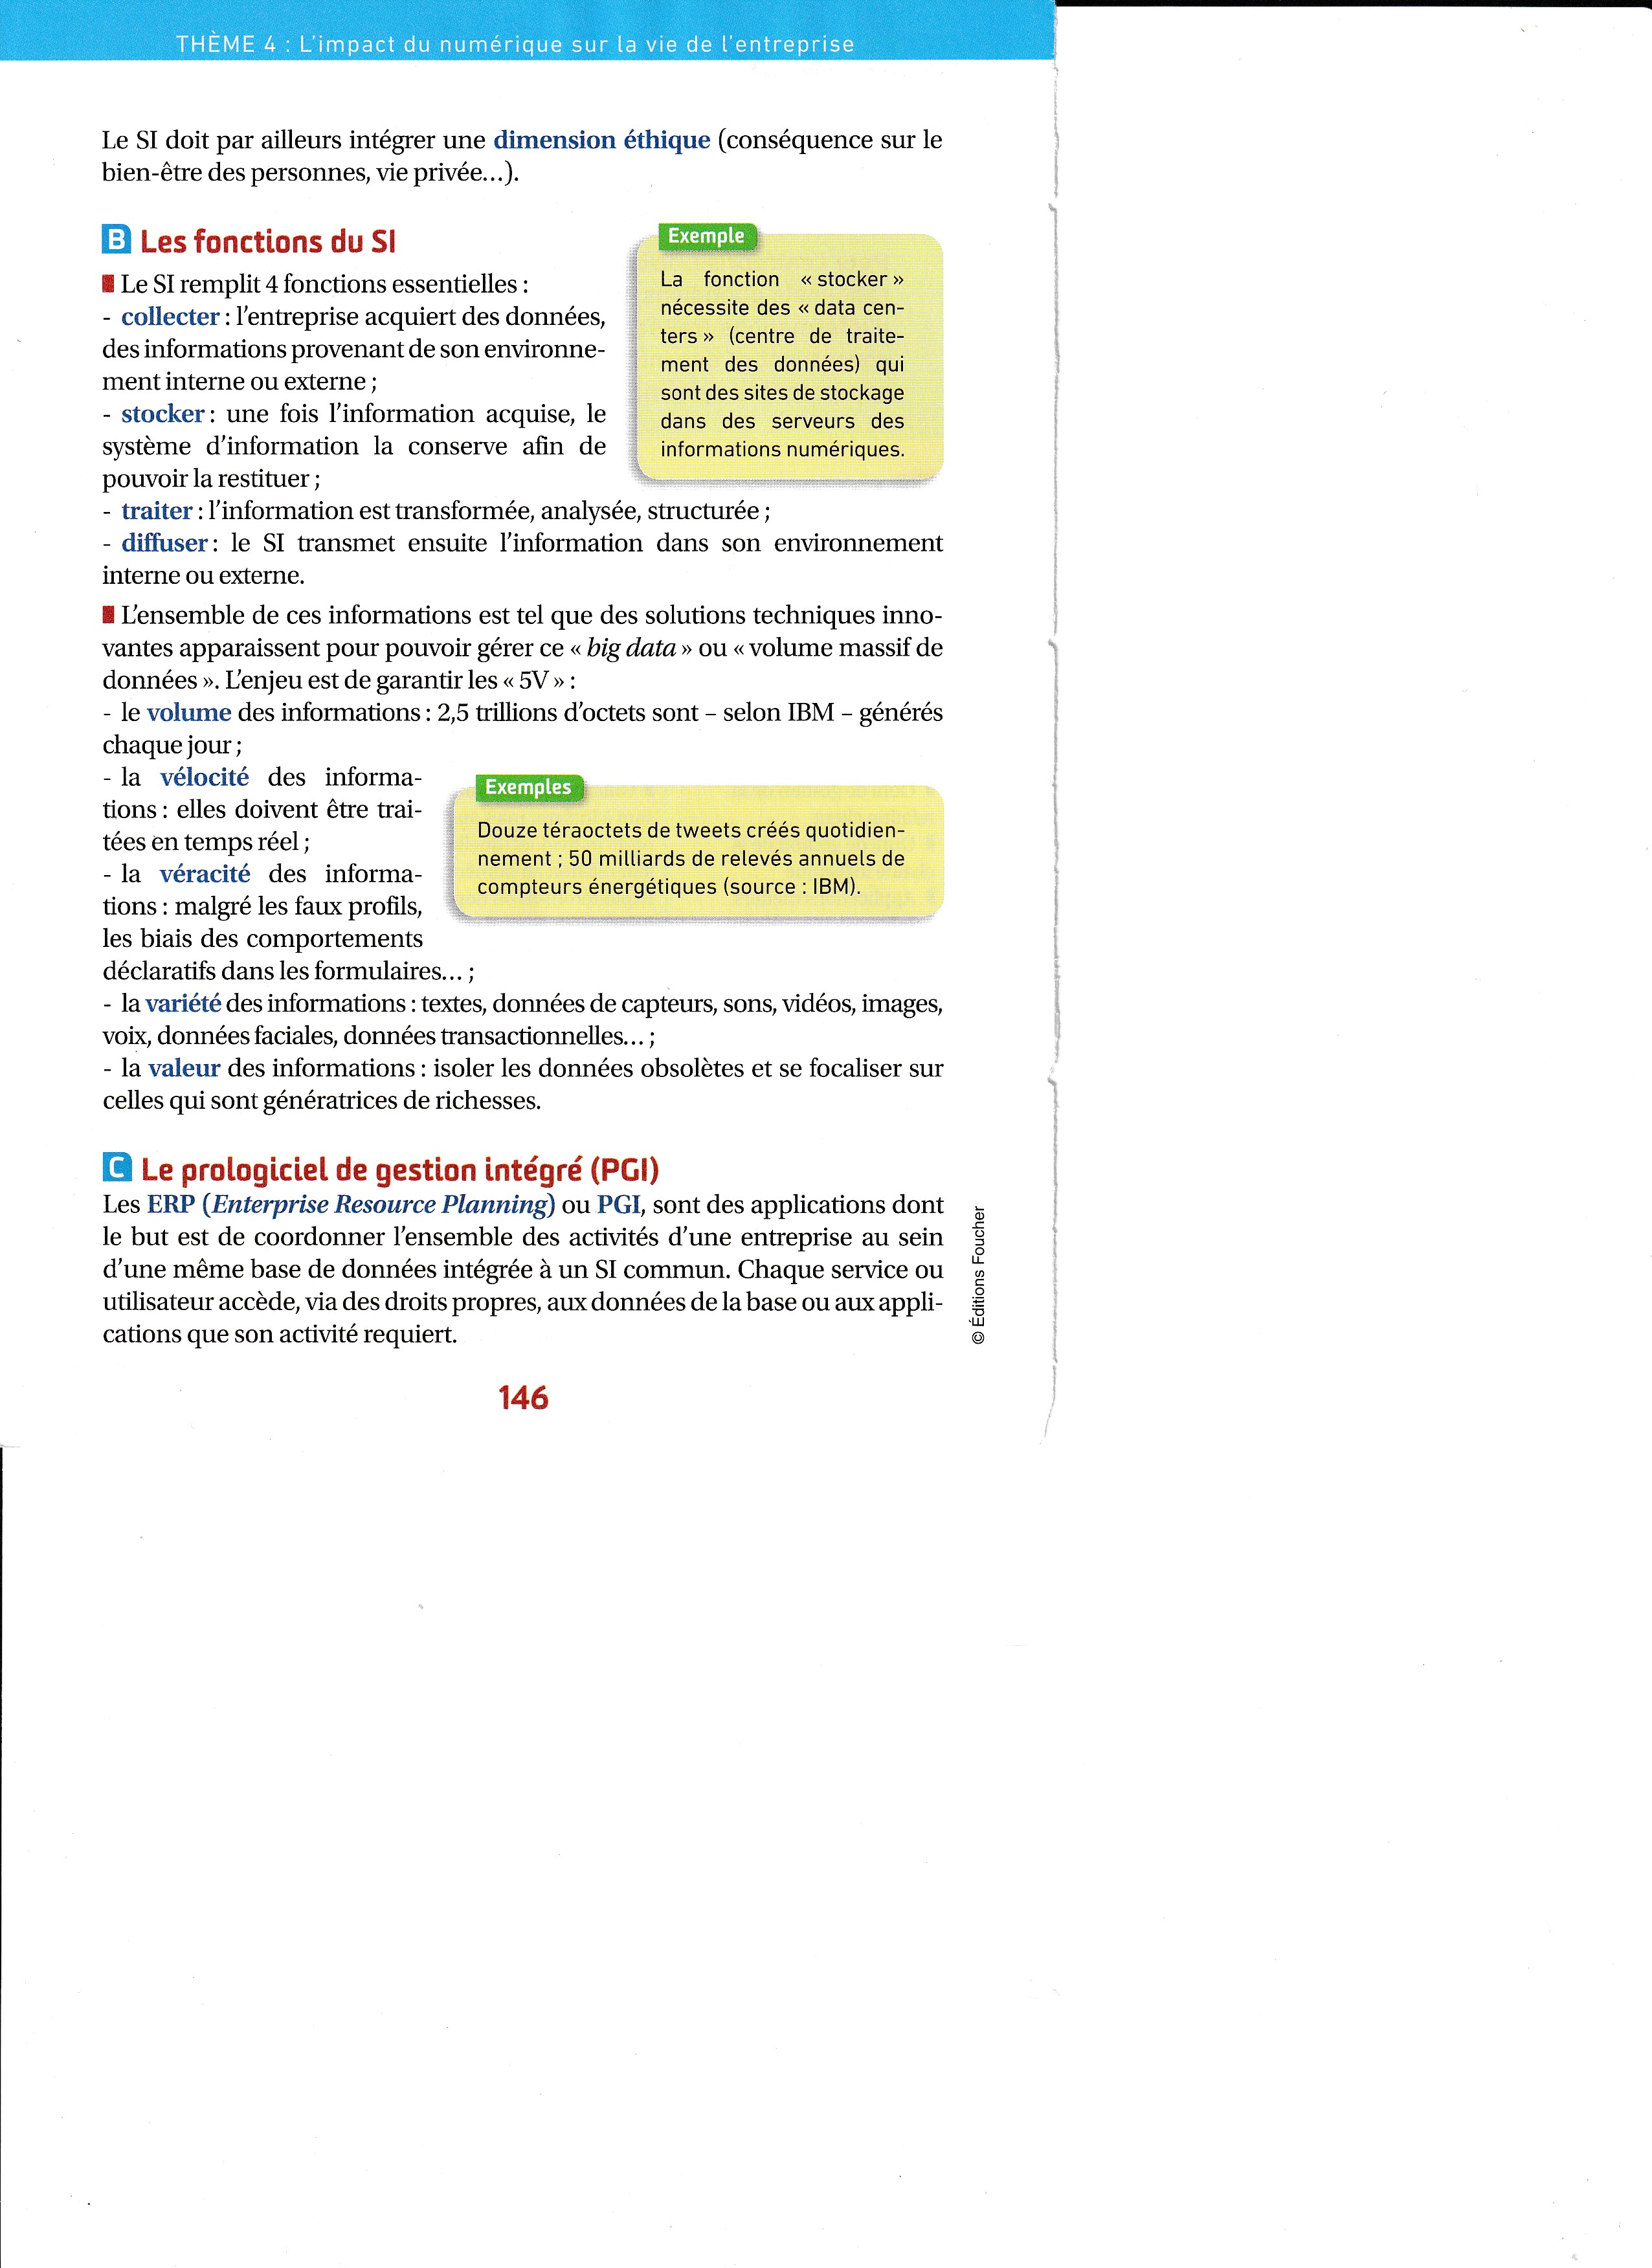 THÈME 4 : L'impact du numérique sur la vie de l'entreprise
Le SI doit par ailleurs intégrer une dimension éthique (conséquence sur le
bien-être des personnes, vie privée…).
B Les fonctions du SI
Le SI remplit 4 fonctions essentielles :
- collecter : l'entreprise acquiert des données,
des informations provenant de son environne-
ment interne ou externe ;
- stocker : une fois l'information acquise, le
système d'information la conserve afin de
pouvoir la restituer ;
- traiter : l'information est transformée, analysée, structurée ;
- diffuser : le SI transmet ensuite l'information dans son environnement
interne ou externe.
Exemple
La fonction « stocker »
nécessite des « data cen-
ters » (centre de traite-
ment des données) qui
sont des sites de stockage
dans des serveurs des
informations numériques.
L'ensemble de ces informations est tel que des solutions techniques inno-
vantes apparaissent pour pouvoir gérer ce « big data » ou « volume massif de
données ». L'enjeu est de garantir les « 5V » :
- le volume des informations : 2,5 trillions d'octets sont – selon IBM – générés
chaque jour ;
- la vélocité des informa-
tions : elles doivent être trai-
tées en temps réel ;
- la véracité des informa-
tions : malgré les faux profils,
les biais des comportements
déclaratifs dans les formulaires… ;
Exemples
Douze téraoctets de tweets créés quotidien-
nement ; 50 milliards de relevés annuels de
compteurs énergétiques (source : IBM).
- la variété des informations : textes, données de capteurs, sons, vidéos, images,
voix, données faciales, données transactionnelles… ;
- la valeur des informations : isoler les données obsolètes et se focaliser sur
celles qui sont génératrices de richesses.
C Le prologiciel de gestion intégré (PGI)
Les ERP (Enterprise Resource Planning) ou PGI, sont des applications dont
le but est de coordonner l'ensemble des activités d'une entreprise au sein
d'une même base de données intégrée à un SI commun. Chaque service ou
utilisateur accède, via des droits propres, aux données de la base ou aux appli-
cations que son activité requiert.
© Éditions Foucher
146